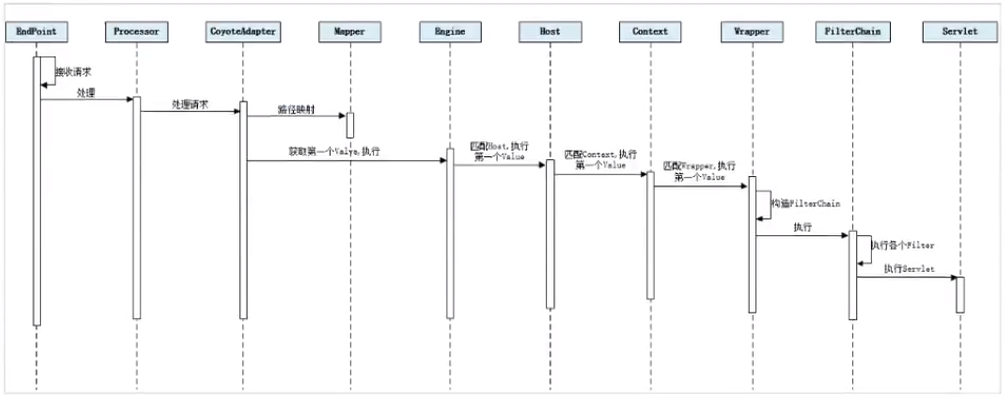 EndPoint
Processor
CoyoteAdapter
Mapper
Engine
Host
Context
Wrapper
FilterChain
Servlet
接收请求
处理
处理请求
路径映射
获取第一个Valve,执行
匹配Host,执行
第一个Value
匹配Context,执行
第一个Value
匹配Wrapper,执行
第一个Value
构造FilterChain
执行
执行各个Filter
执行Servlet